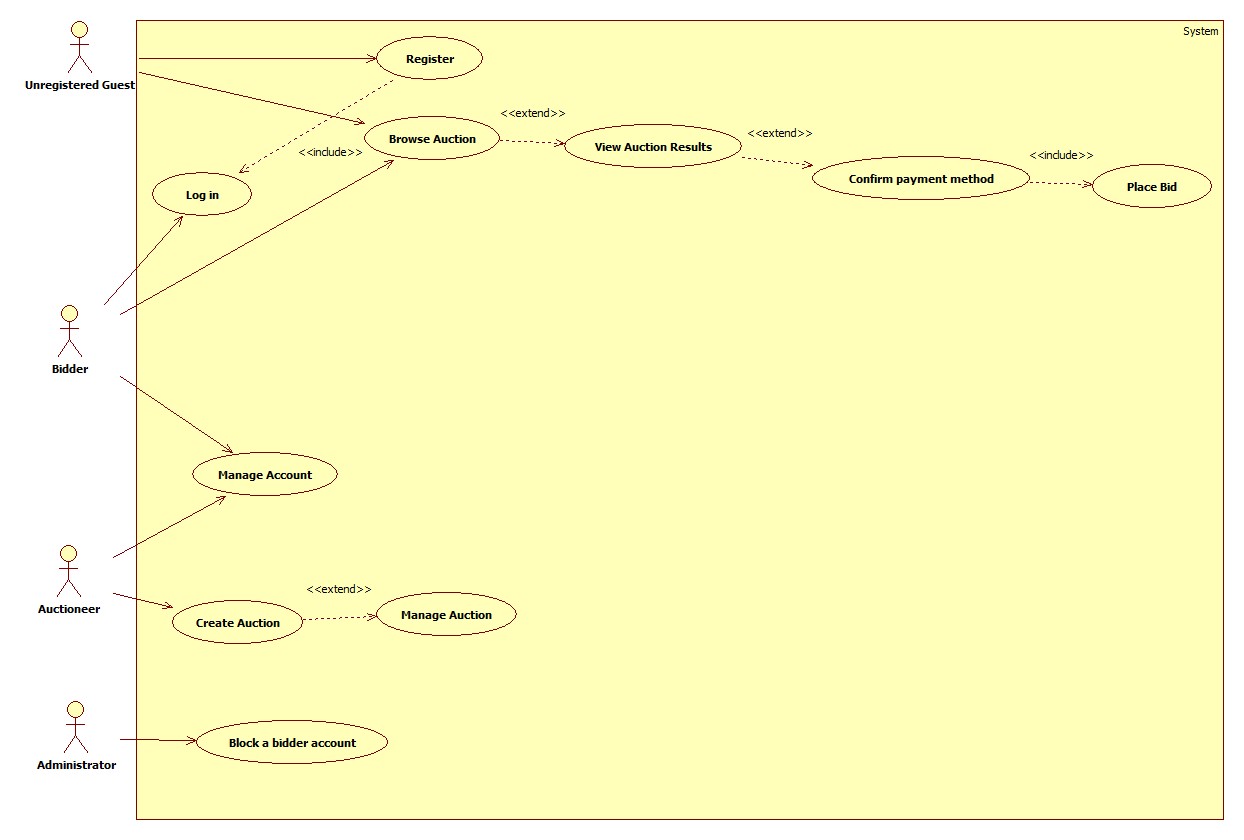 System
Unregistered Guest
Register
<<extend>>
Browse Auction
<<extend>>
View Auction Results
<<include>>
<<include>>
Confirm payment method
Place Bid
Log in
Bidder
Manage Account
Auctioneer
<<extend>>
Create Auction
Manage Auction
Administrator
Block a bidder account